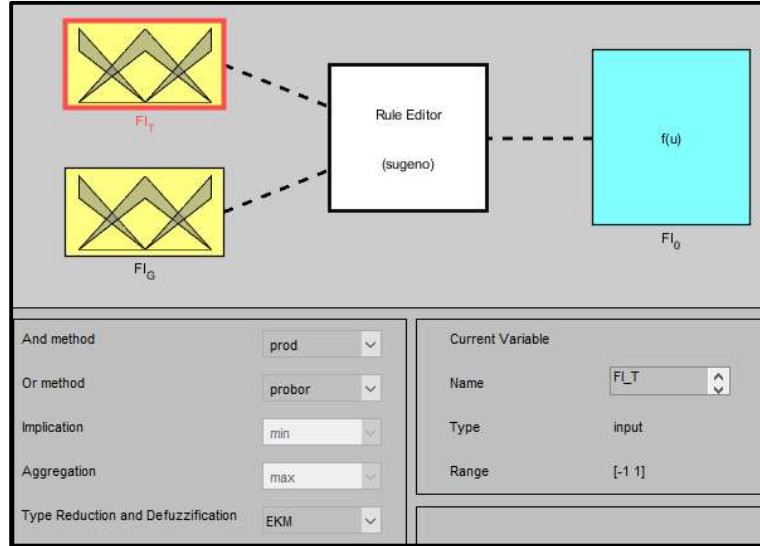 FI_T
Rule Editor
(sugeno)
f(u)
FI_G
FI_0
And method
prod
Or method
probor
Implication
min
Aggregation
max
Type Reduction and Defuzzification
EKM
Current Variable
Name
FI_T
Type
input
Range
[-1 1]